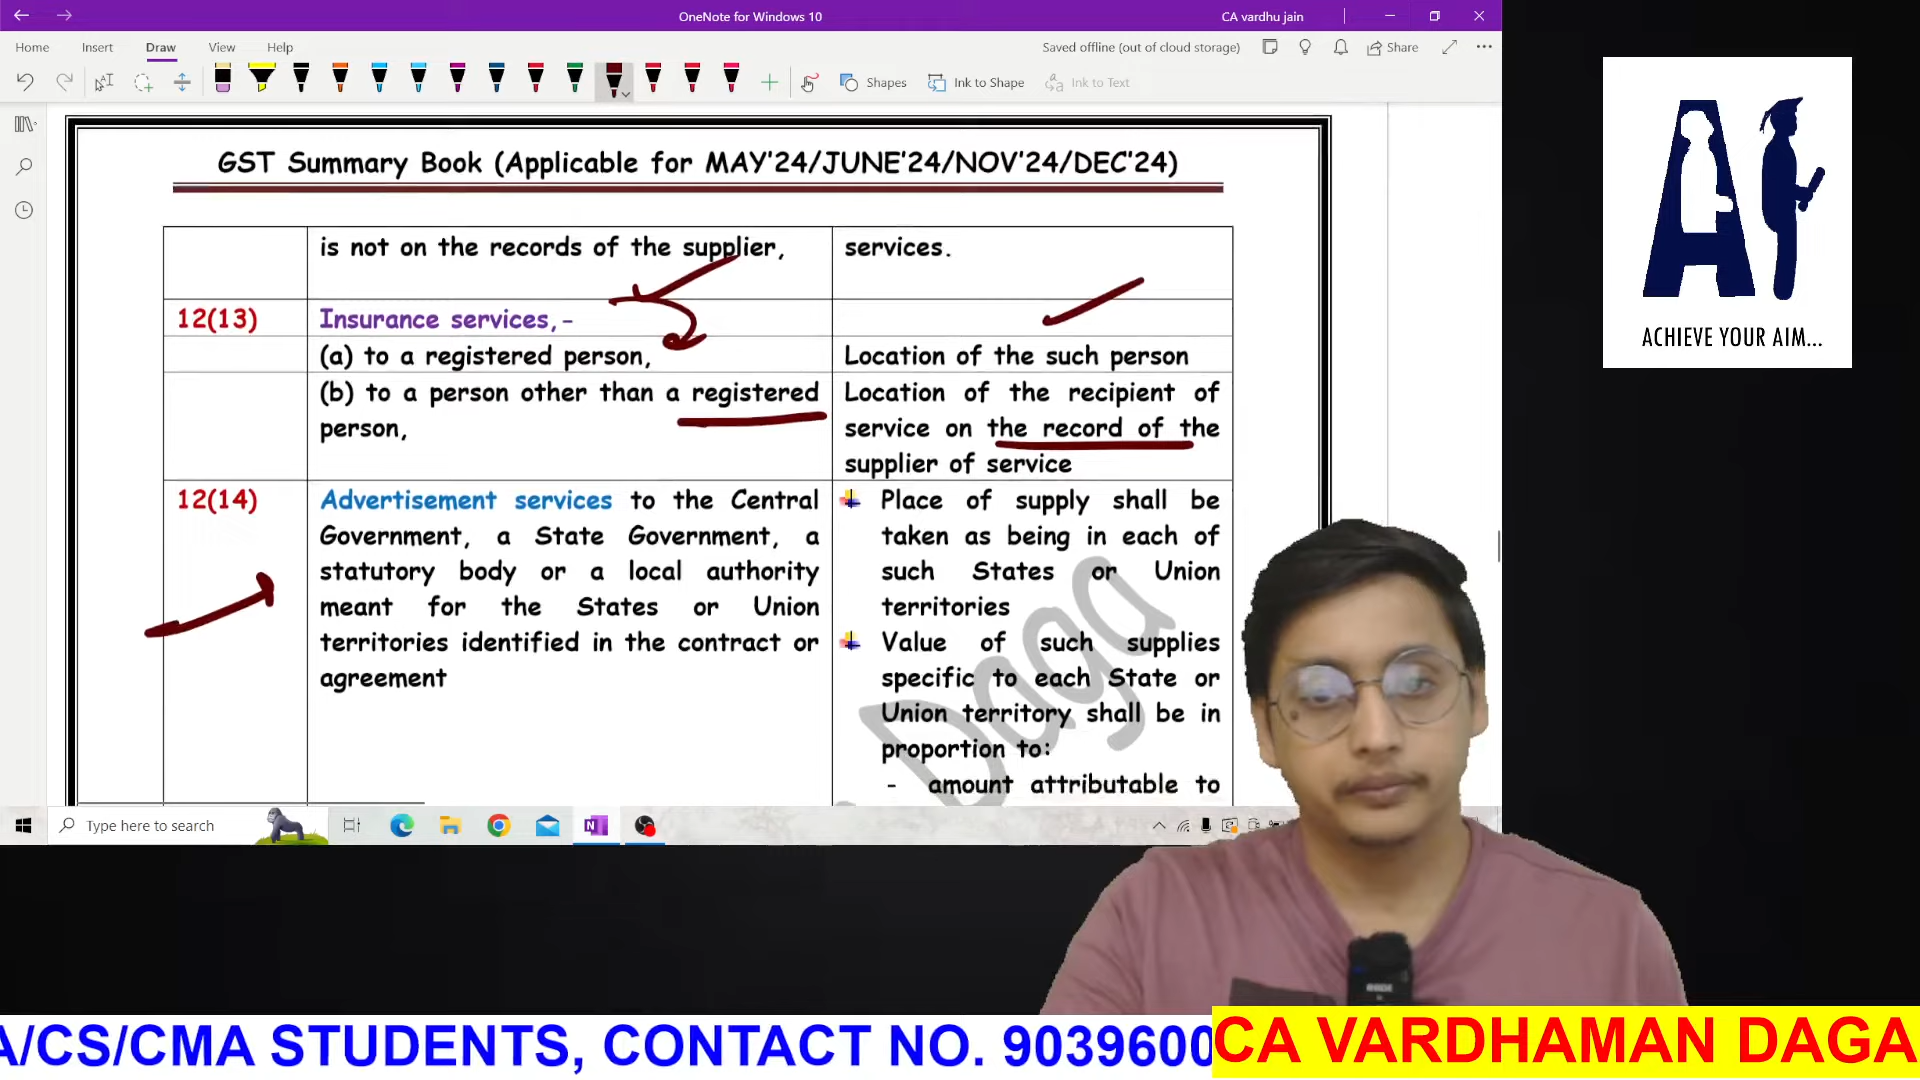 OneNote for Windows 10
CA vardhu jain
Home Insert Draw View Help
Saved offline (out of cloud storage)
Share
Shapes
Ink to Shape
Ink to Text
GST Summary Book (Applicable for MAY'24/JUNE'24/NOV'24/DEC'24)
is not on the records of the supplier,
services.
12(13)
Insurance services,-
(a) to a registered person,
Location of the such person
(b) to a person other than a registered
person,
Location of the recipient of
service on the record of the
supplier of service
12(14)
Advertisement services to the Central
Government, a State Government, a
statutory body or a local authority
meant for the States or Union
territories identified in the contract or
agreement
Place of supply shall be
taken as being in each of
such States or Union
territories
Value of such supplies
specific to each State or
Union territory shall be in
proportion to:
- amount attributable to
Daga
Type here to search
ACHIEVE YOUR AIM...
A/CS/CMA STUDENTS, CONTACT NO. 9039600
CA VARDHAMAN DAGA